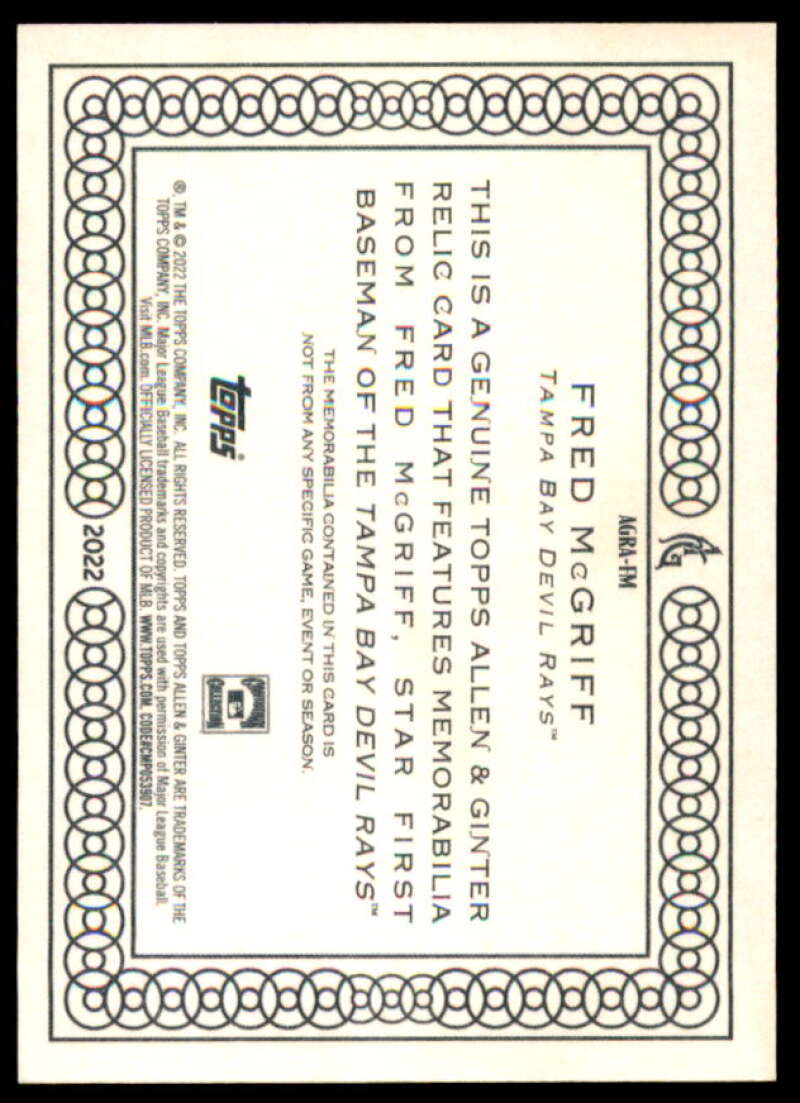 AGRA-FM
FRED McGRIFF
TAMPA BAY DEVIL RAYS™
THIS IS A GENUINE TOPPS ALLEN & GINTER
RELIC CARD THAT FEATURES MEMORABILIA
FROM FRED McGRIFF, STAR FIRST
BASEMAN OF THE TAMPA BAY DEVIL RAYS™
THE MEMORABILIA CONTAINED IN THIS CARD IS
NOT FROM ANY SPECIFIC GAME, EVENT OR SEASON.
topps
®, TM & © 2022 THE TOPPS COMPANY, INC. ALL RIGHTS RESERVED. TOPPS AND TOPPS ALLEN & GINTER ARE TRADEMARKS OF THE
TOPPS COMPANY, INC. Major League Baseball trademarks and copyrights are used with permission of Major League Baseball.
Visit MLB.com. OFFICIALLY LICENSED PRODUCT OF MLB. WWW.TOPPS.COM. CODE#CMP053907.
2022